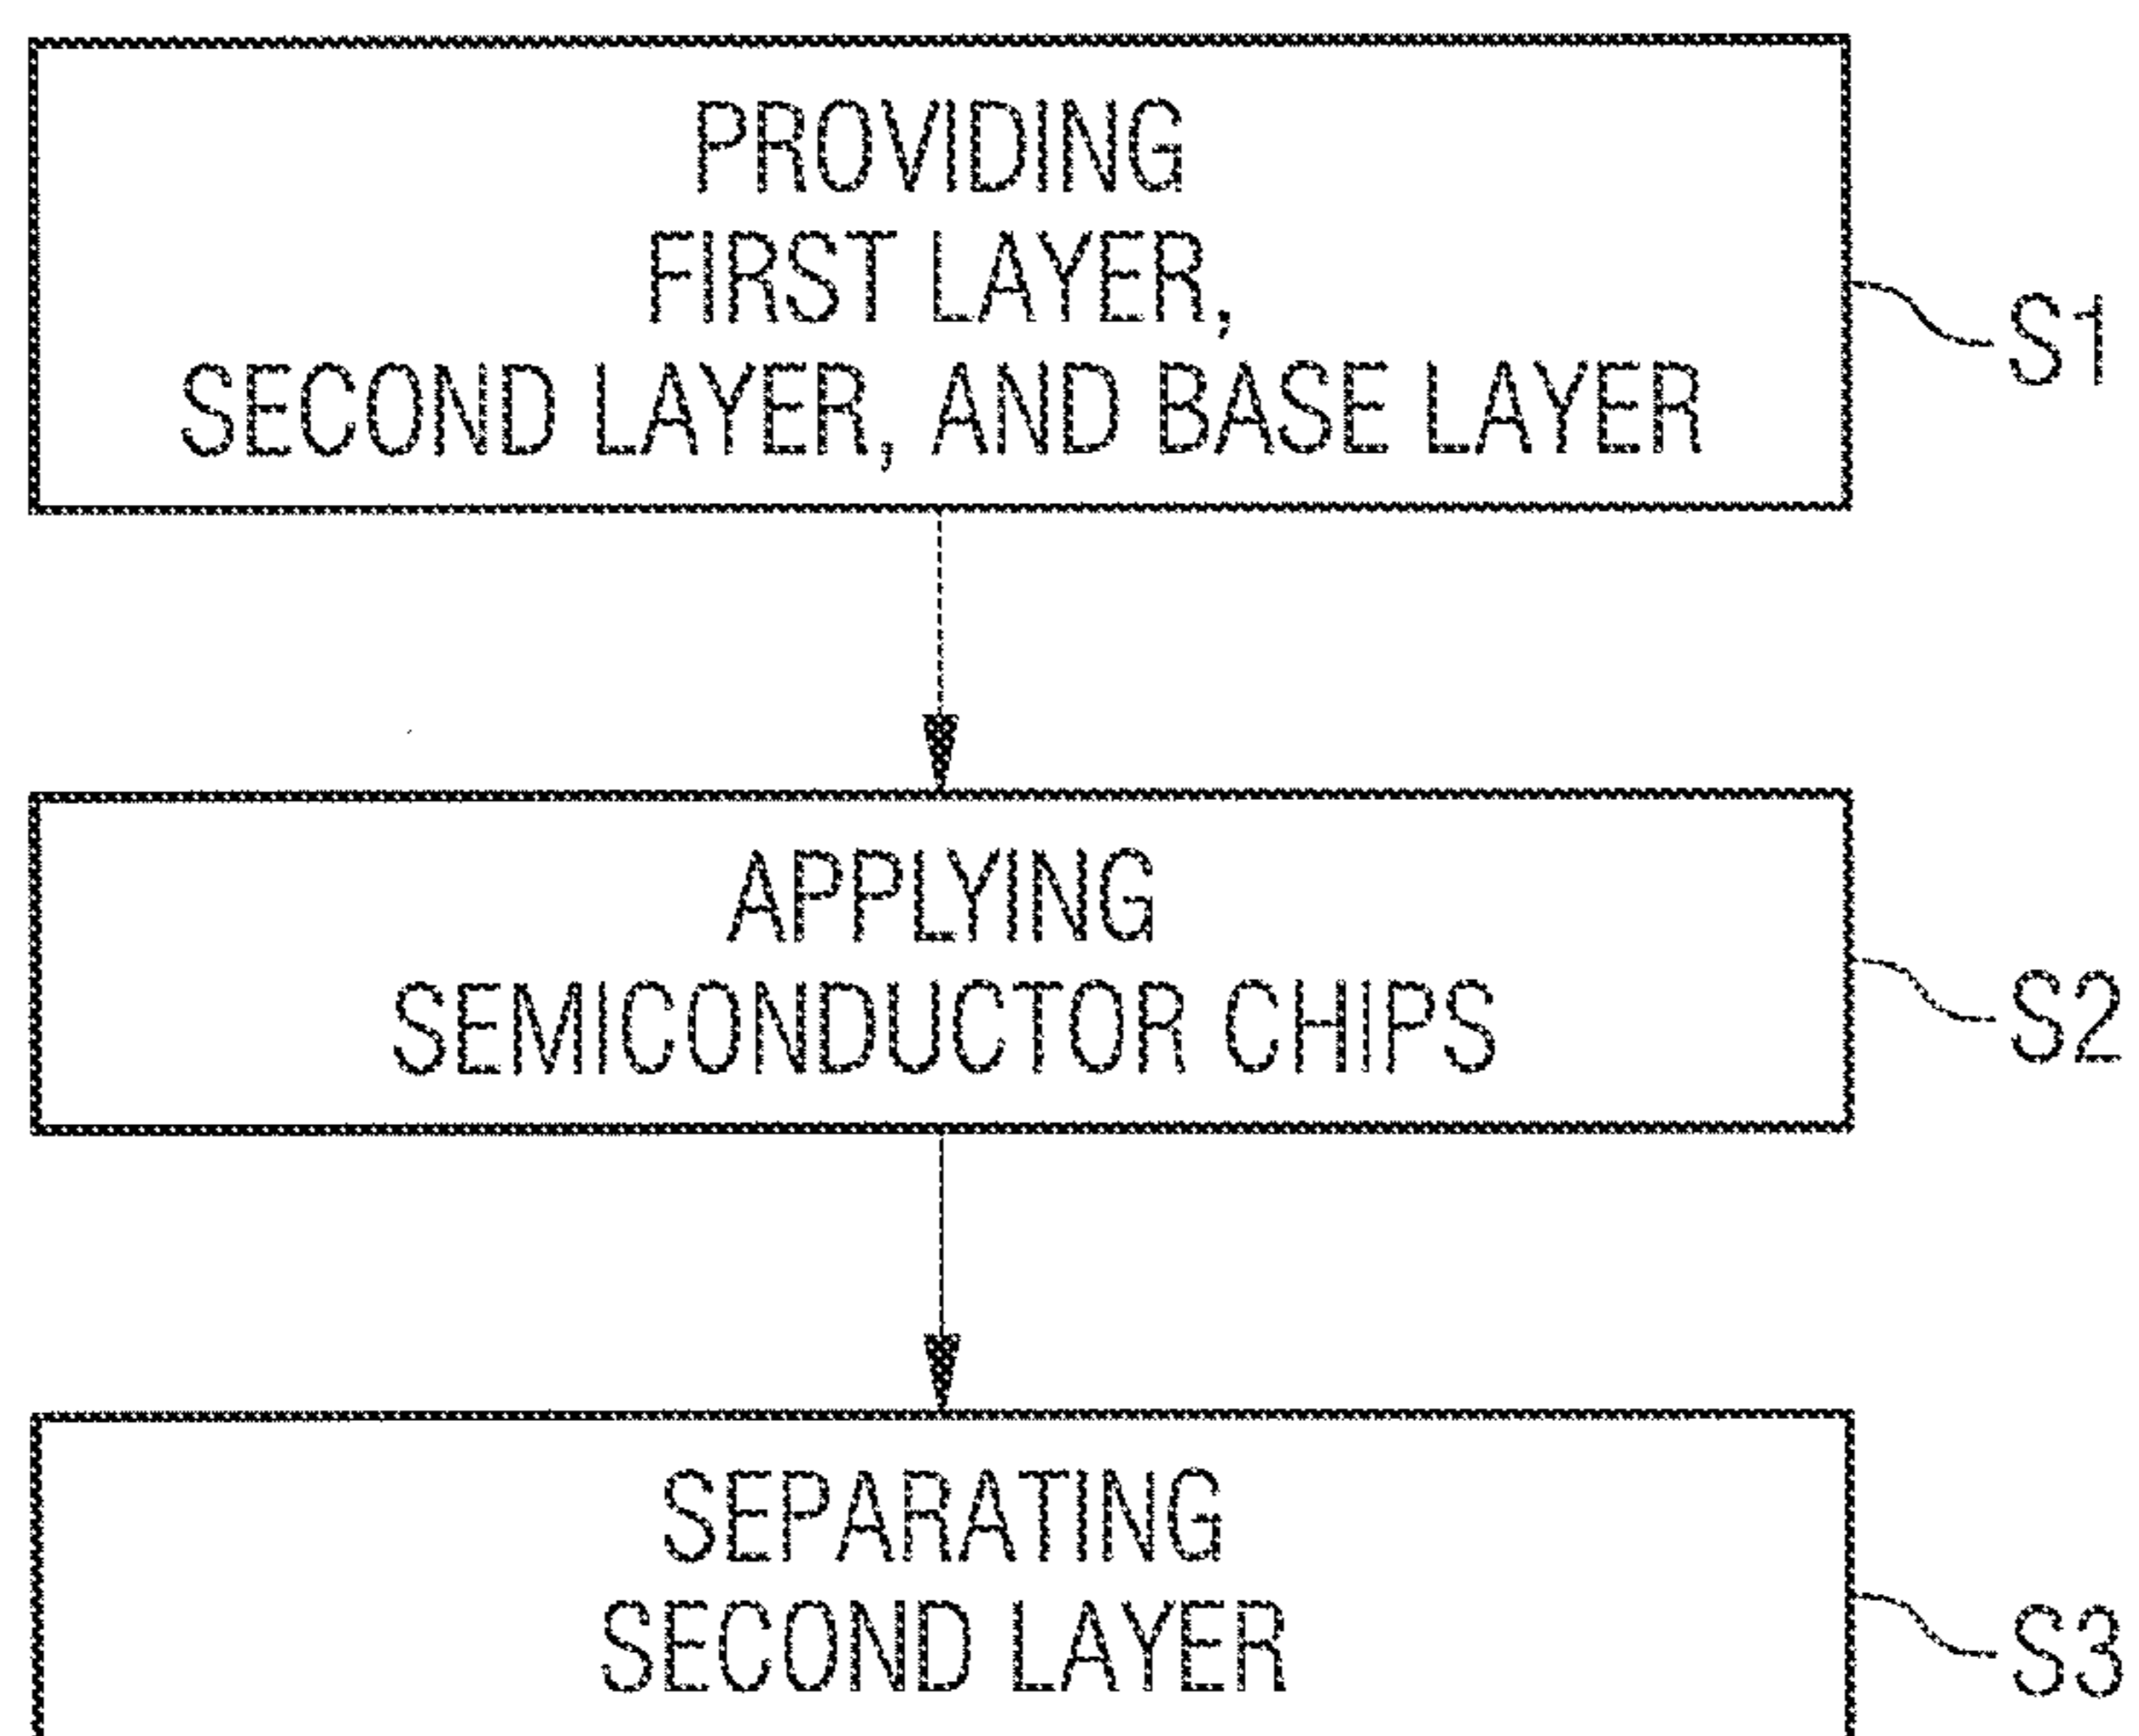 PROVIDING
FIRST LAYER,
SECOND LAYER, AND BASE LAYER
S1
APPLYING
SEMICONDUCTOR CHIPS
S2
SEPARATING
SECOND LAYER
S3